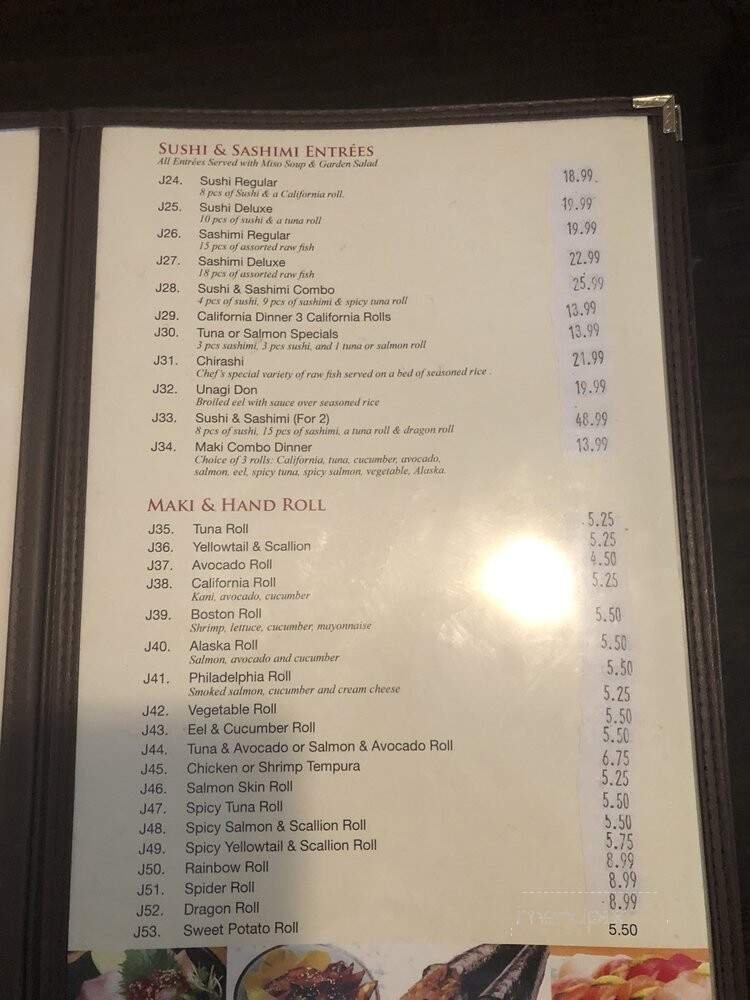 SUSHI & SASHIMI ENTRÉES
All Entrées Served with Miso Soup & Garden Salad
J24. Sushi Regular 18.99
8 pcs of Sushi & a California roll.
J25. Sushi Deluxe 19.99
10 pcs of sushi & a tuna roll
J26. Sashimi Regular 19.99
15 pcs of assorted raw fish
J27. Sashimi Deluxe 22.99
18 pcs of assorted raw fish
J28. Sushi & Sashimi Combo 25.99
4 pcs of sushi, 9 pcs of sashimi & spicy tuna roll
J29. California Dinner 3 California Rolls 13.99
J30. Tuna or Salmon Specials 13.99
3 pcs sashimi, 3 pcs sushi, and 1 tuna or salmon roll
J31. Chirashi 21.99
Chef's special variety of raw fish served on a bed of seasoned rice .
J32. Unagi Don 19.99
Broiled eel with sauce over seasoned rice
J33. Sushi & Sashimi (For 2) 48.99
8 pcs of sushi, 15 pcs of sashimi, a tuna roll & dragon roll
J34. Maki Combo Dinner 13.99
Choice of 3 rolls: California, tuna, cucumber, avocado,
salmon, eel, spicy tuna, spicy salmon, vegetable, Alaska.
MAKI & HAND ROLL
J35. Tuna Roll 5.25
J36. Yellowtail & Scallion 5.25
J37. Avocado Roll 4.50
J38. California Roll 5.25
Kani, avocado, cucumber
J39. Boston Roll 5.50
Shrimp, lettuce, cucumber, mayonnaise
J40. Alaska Roll 5.50
Salmon, avocado and cucumber
J41. Philadelphia Roll 5.50
Smoked salmon, cucumber and cream cheese
J42. Vegetable Roll 5.25
J43. Eel & Cucumber Roll 5.50
J44. Tuna & Avocado or Salmon & Avocado Roll 5.50
J45. Chicken or Shrimp Tempura 6.75
J46. Salmon Skin Roll 5.25
J47. Spicy Tuna Roll 5.50
J48. Spicy Salmon & Scallion Roll 5.50
J49. Spicy Yellowtail & Scallion Roll 5.75
J50. Rainbow Roll 8.99
J51. Spider Roll 8.99
J52. Dragon Roll 8.99
J53. Sweet Potato Roll 5.50